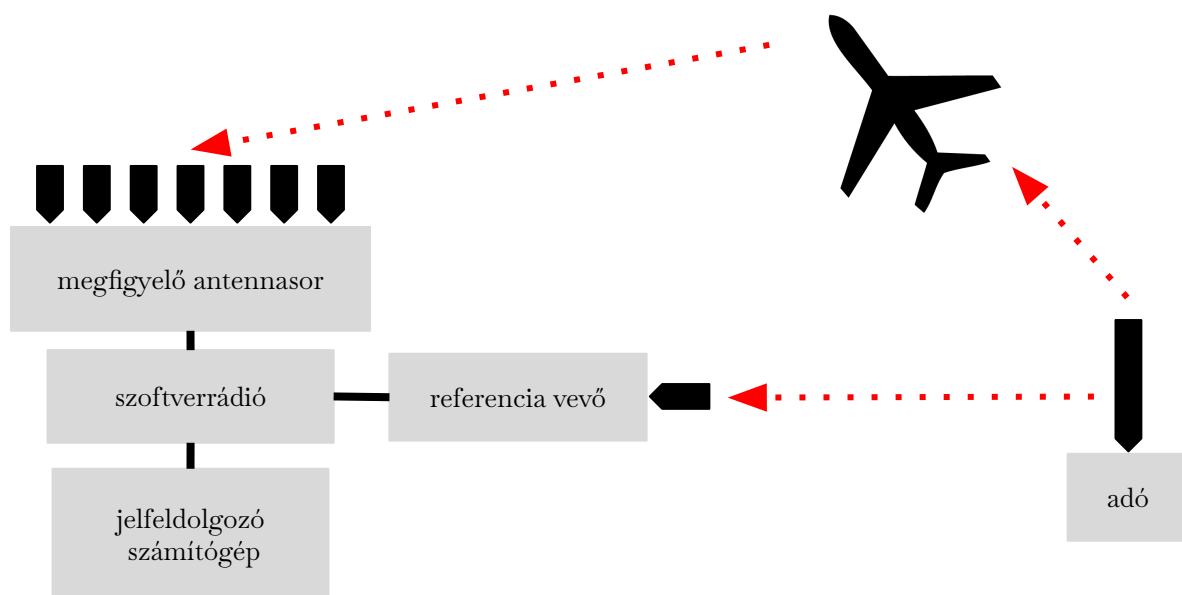 megfigyelő antennasor
szoftverrádió
referencia vevő
jelfeldolgozó
számítógép
adó